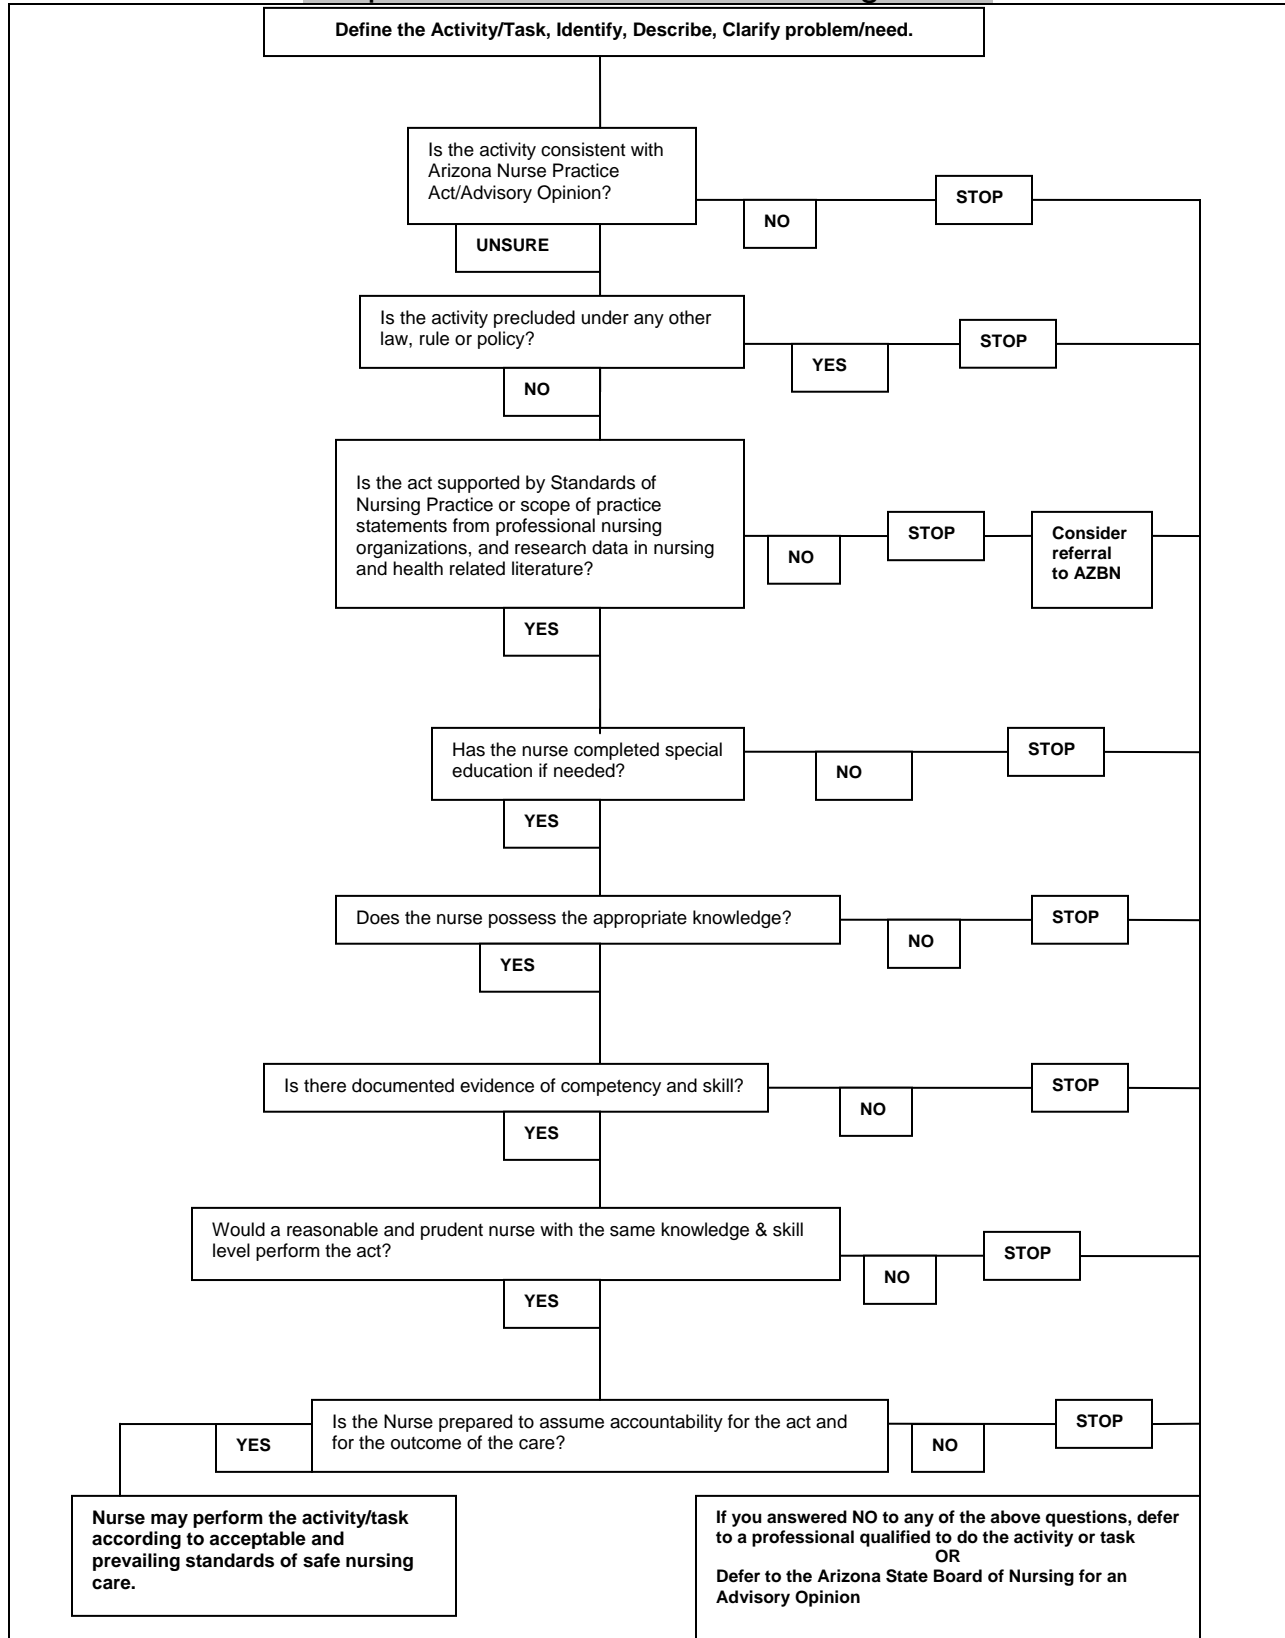 Define the Activity/Task, Identify, Describe, Clarify problem/need.
Is the activity consistent with
Arizona Nurse Practice
Act/Advisory Opinion?
NO
STOP
UNSURE
Is the activity precluded under any other
law, rule or policy?
YES
STOP
NO
Is the act supported by Standards of
Nursing Practice or scope of practice
statements from professional nursing
organizations, and research data in nursing
and health related literature?
NO
STOP
Consider
referral
to AZBN
YES
Has the nurse completed special
education if needed?
NO
STOP
YES
Does the nurse possess the appropriate knowledge?
NO
STOP
YES
Is there documented evidence of competency and skill?
NO
STOP
YES
Would a reasonable and prudent nurse with the same knowledge & skill
level perform the act?
NO
STOP
YES
Is the Nurse prepared to assume accountability for the act and
for the outcome of the care?
YES
NO
STOP
Nurse may perform the activity/task
according to acceptable and
prevailing standards of safe nursing
care.
If you answered NO to any of the above questions, defer
to a professional qualified to do the activity or task
OR
Defer to the Arizona State Board of Nursing for an
Advisory Opinion